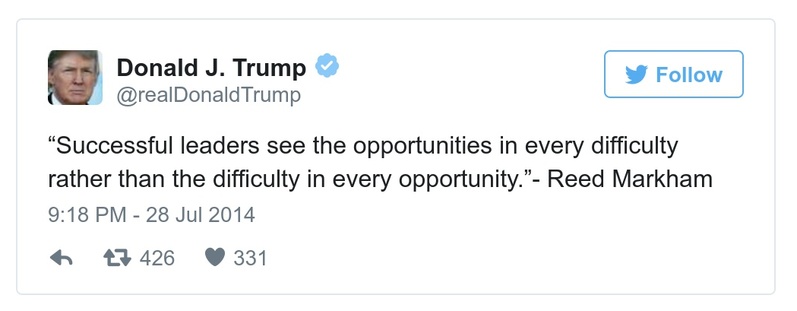 Donald J. Trump
@realDonaldTrump
Follow
“Successful leaders see the opportunities in every difficulty
rather than the difficulty in every opportunity.”- Reed Markham
9:18 PM - 28 Jul 2014
426 331